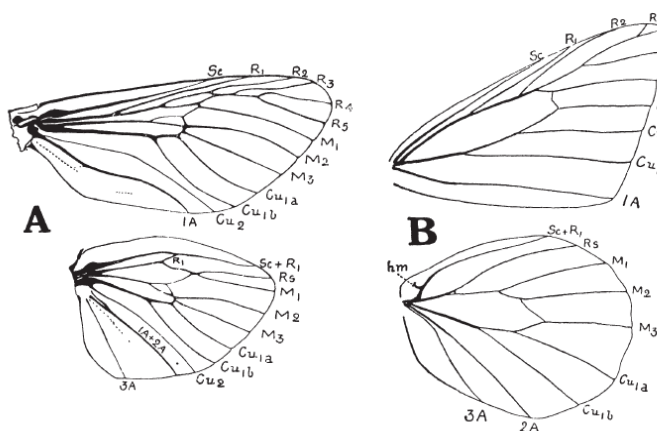 Sc R₁ R₂ R₃
R₄
R₅
M₁
M₂
M₃
Cu₁a
Cu₁b
Cu₂
1A
A
R₁
Sc+R₁
Rs
M₁
M₂
M₃
Cu₁a
Cu₁b
Cu₂
1A+2A
3A
Sc R₁ R₂
1A
B
hm
Sc+R₁
Rs
M₁
M₂
M₃
Cu₁a
Cu₁b
2A
3A